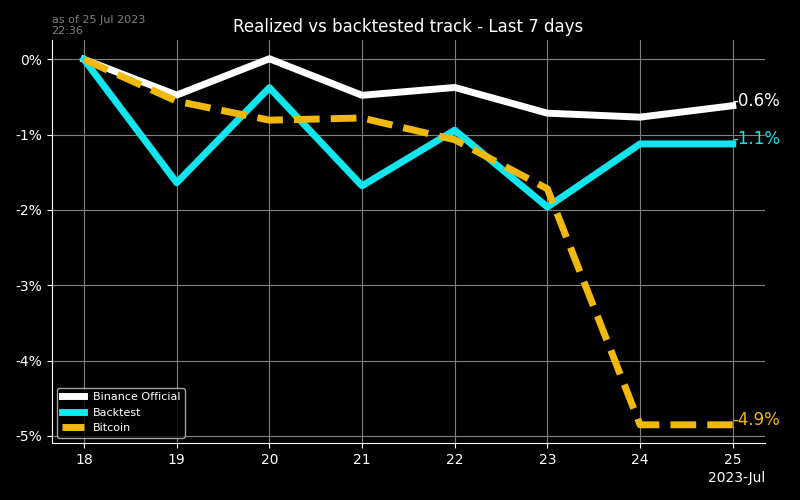 as of 25 Jul 2023
22:36
Realized vs backtested track - Last 7 days
0%
-1%
-2%
-3%
-4%
-5%
-0.6%
-1.1%
-4.9%
Binance Official
Backtest
Bitcoin
18 19 20 21 22 23 24 25
2023-Jul